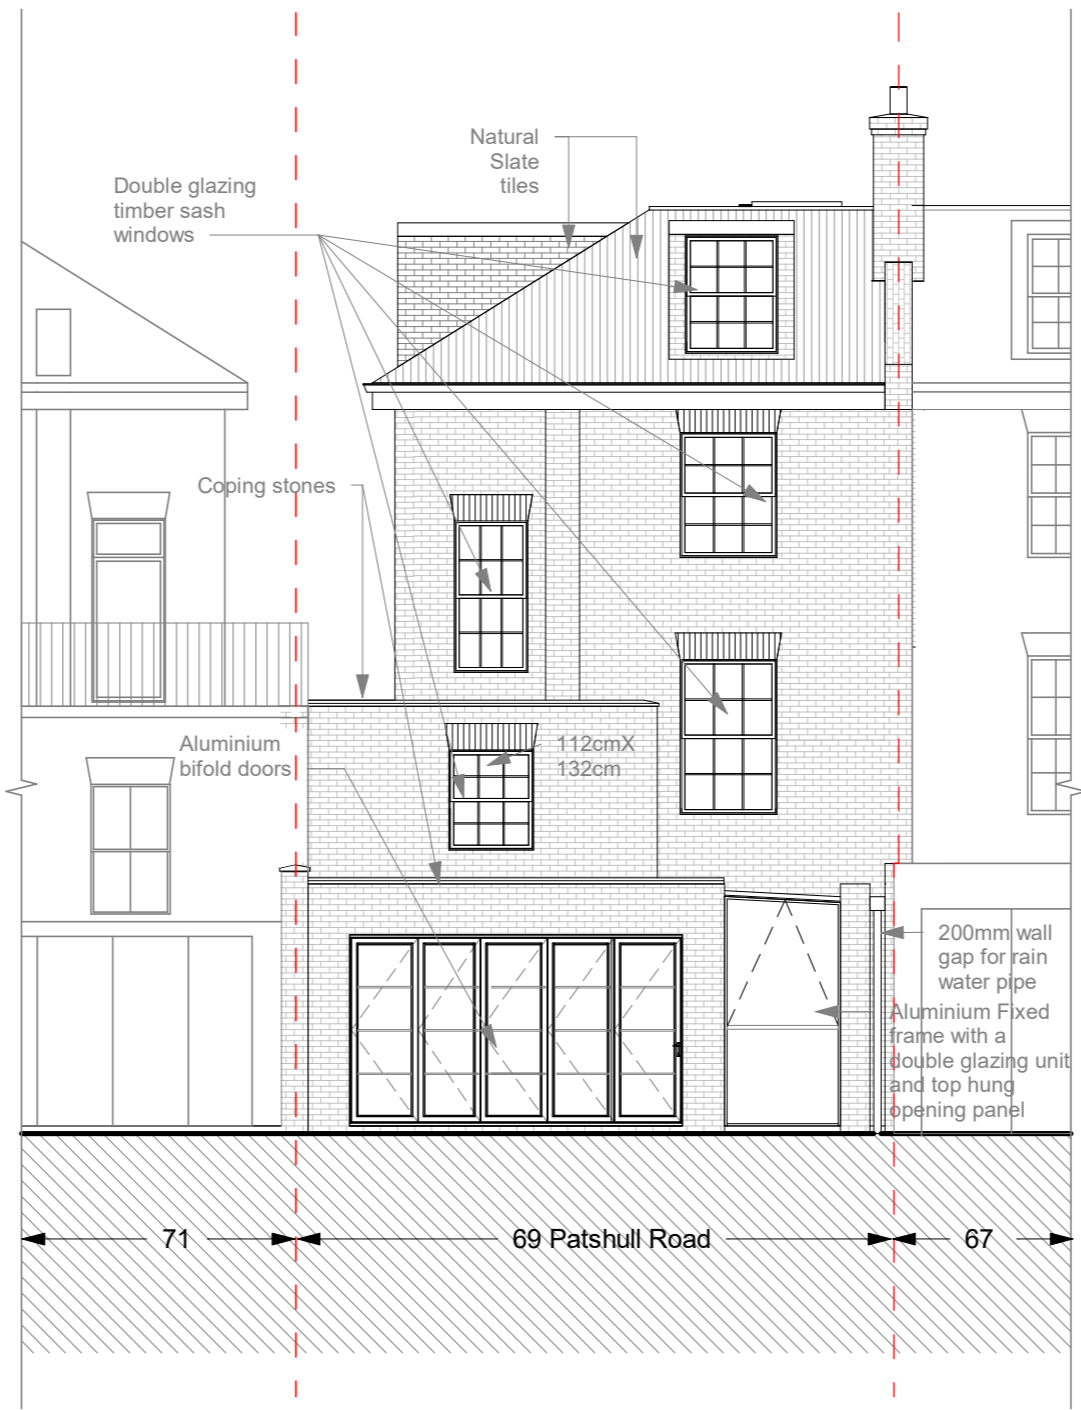 Natural
Slate
tiles
Double glazing
timber sash
windows
Coping stones
Aluminium
bifold doors
112cmX
132cm
200mm wall
gap for rain
water pipe
Aluminium Fixed
frame with a
double glazing unit
and top hung
opening panel
71
69 Patshull Road
67